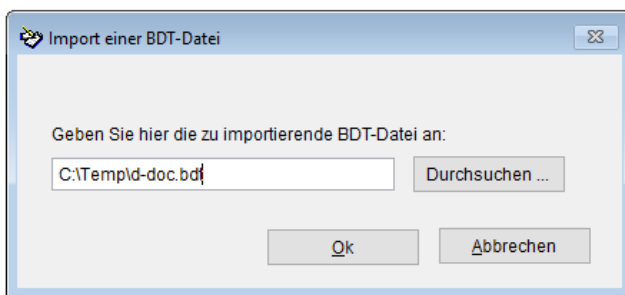 Import einer BDT-Datei
Geben Sie hier die zu importierende BDT-Datei an:
C:\Temp\d-doc.bdt
Durchsuchen ...
Ok
Abbrechen